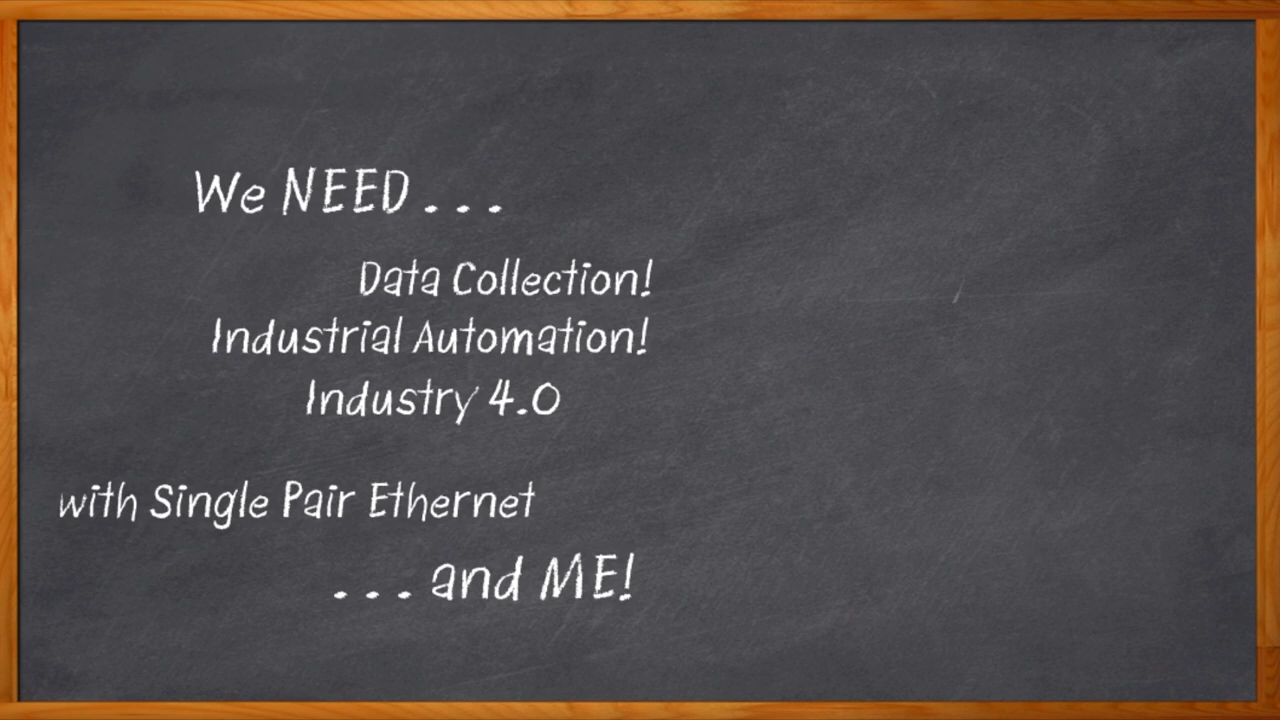 We NEED . . .
Data Collection!
Industrial Automation!
Industry 4.0
with Single Pair Ethernet
. . . and ME!